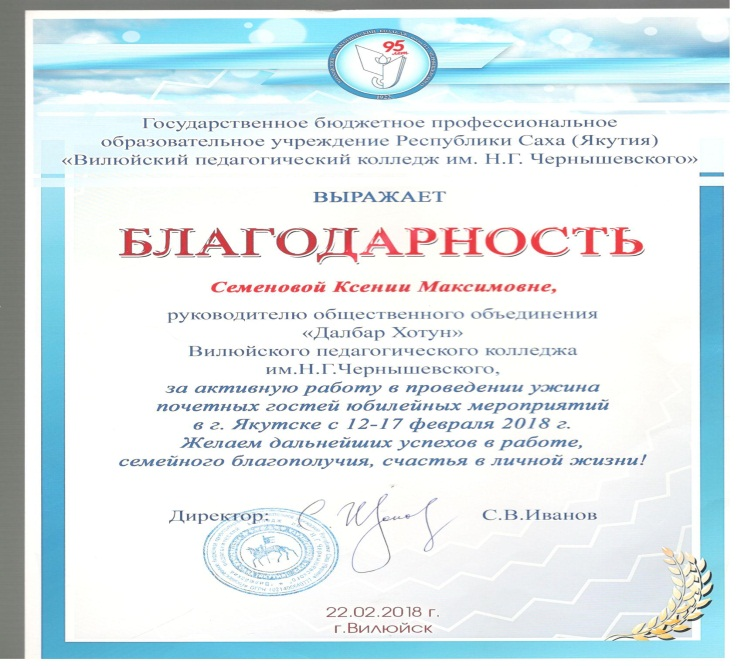 95
лет
1923
Государственное бюджетное профессиональное
образовательное учреждение Республики Саха (Якутия)
«Вилюйский педагогический колледж им. Н.Г. Чернышевского»
ВЫРАЖАЕТ
БЛАГОДАРНОСТЬ
Семеновой Ксении Максимовне,
руководителю общественного объединения
«Далбар Хотун»
Вилюйского педагогического колледжа
им.Н.Г.Чернышевского,
за активную работу в проведении ужина
почетных гостей юбилейных мероприятий
в г. Якутске с 12-17 февраля 2018 г.
Желаем дальнейших успехов в работе,
семейного благополучия, счастья в личной жизни!
Директор:
С.В.Иванов
22.02.2018 г.
г.Вилюйск